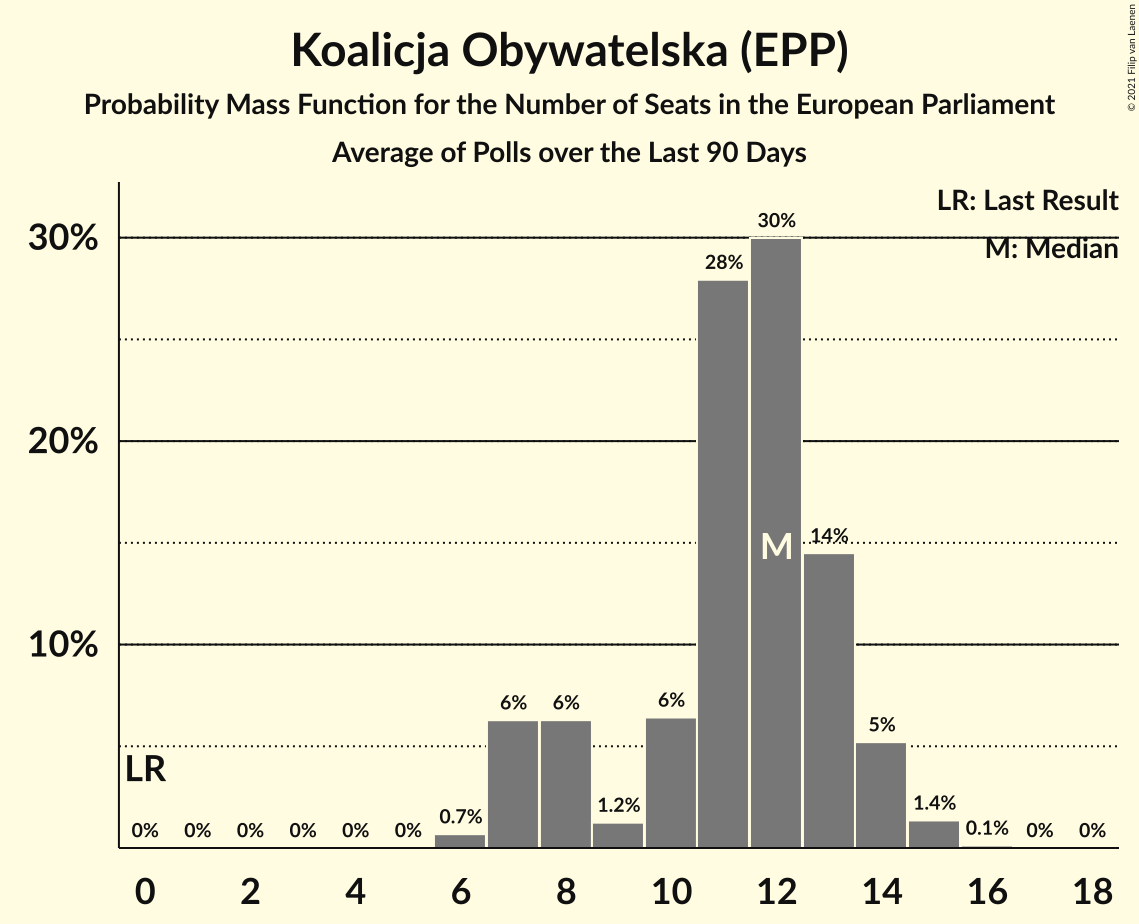 Koalicja Obywatelska (EPP)
Probability Mass Function for the Number of Seats in the European Parliament
Average of Polls over the Last 90 Days
© 2021 Filip van Laenen
LR: Last Result
M: Median
30%
20%
10%
LR
M
0% 0% 0% 0% 0% 0% 0.7% 6% 6% 1.2% 6% 28% 30% 14% 5% 1.4% 0.1% 0% 0%
0 2 4 6 8 10 12 14 16 18